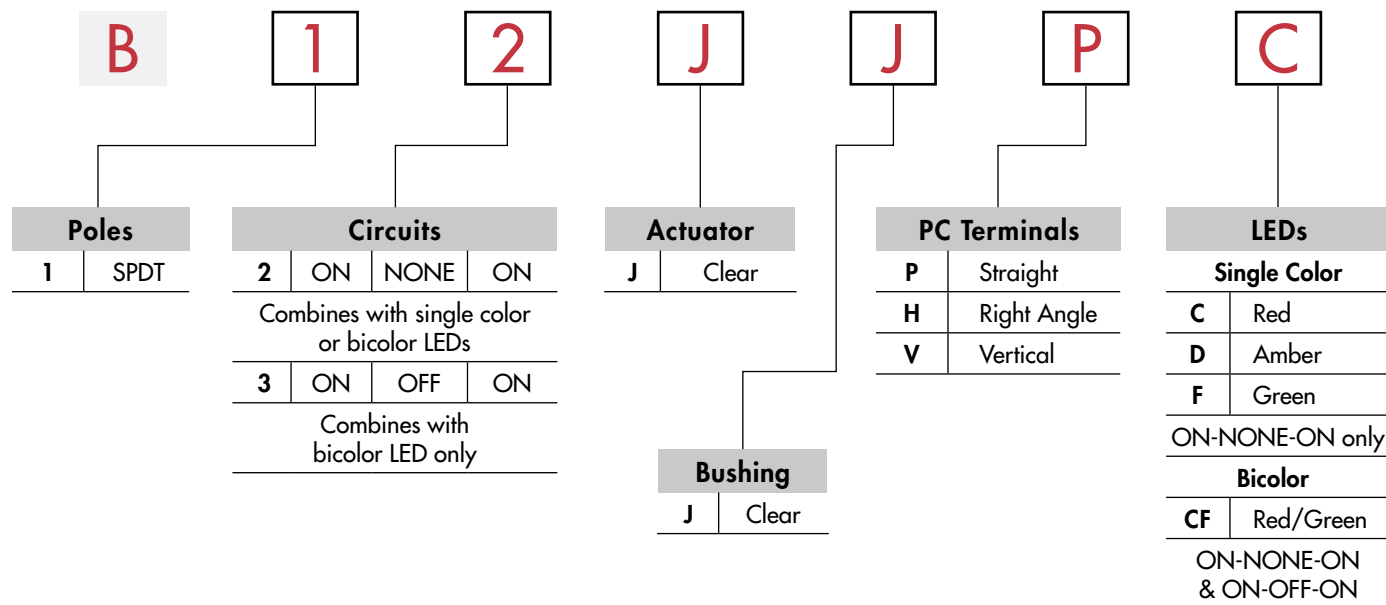 B 1 2 J J P C
Poles
1 SPDT
Circuits
2 ON NONE ON
Combines with single color
or bicolor LEDs
3 ON OFF ON
Combines with
bicolor LED only
Actuator
J Clear
Bushing
J Clear
PC Terminals
P Straight
H Right Angle
V Vertical
LEDs
Single Color
C Red
D Amber
F Green
ON-NONE-ON only
Bicolor
CF Red/Green
ON-NONE-ON
& ON-OFF-ON